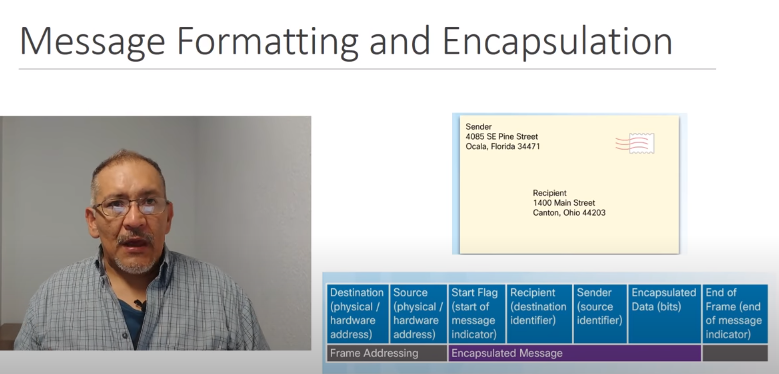 Message Formatting and Encapsulation
Sender
4085 SE Pine Street
Ocala, Florida 34471
Recipient
1400 Main Street
Canton, Ohio 44203
Destination
(physical /
hardware
address)
Source
(physical /
hardware
address)
Start Flag
(start of
message
indicator)
Recipient
(destination
identifier)
Sender
(source
identifier)
Encapsulated
Data (bits)
End of
Frame (end
of message
indicator)
Frame Addressing
Encapsulated Message